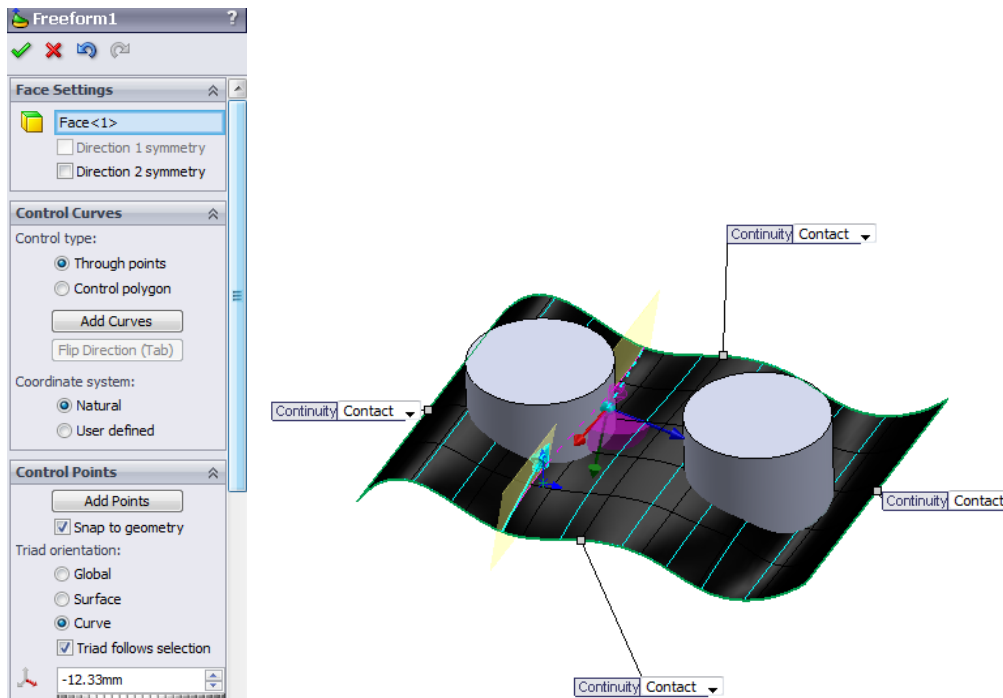 Freeform1 ?
Face Settings
Face<1>
Direction 1 symmetry
Direction 2 symmetry
Control Curves
Control type:
Through points
Control polygon
Add Curves
Flip Direction (Tab)
Coordinate system:
Natural
User defined
Control Points
Add Points
Snap to geometry
Triad orientation:
Global
Surface
Curve
Triad follows selection
-12.33mm
Continuity Contact
Continuity Contact
Continuity Contact
Continuity Contact